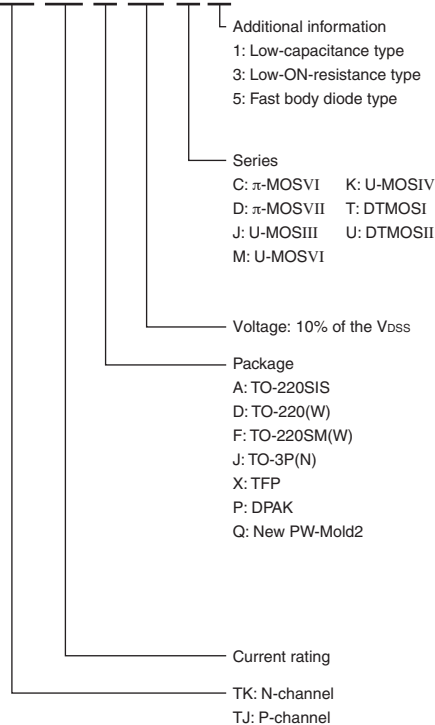 Additional information
1: Low-capacitance type
3: Low-ON-resistance type
5: Fast body diode type
Series
C: π-MOSVI K: U-MOSIV
D: π-MOSVII T: DTMOSI
J: U-MOSIII U: DTMOSII
M: U-MOSVI
Voltage: 10% of the VDSS
Package
A: TO-220SIS
D: TO-220(W)
F: TO-220SM(W)
J: TO-3P(N)
X: TFP
P: DPAK
Q: New PW-Mold2
Current rating
TK: N-channel
TJ: P-channel